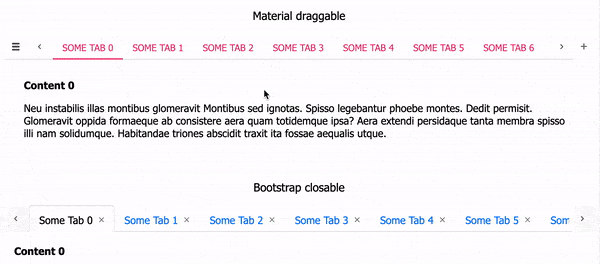 Material draggable
SOME TAB 0 SOME TAB 1 SOME TAB 2 SOME TAB 3 SOME TAB 4 SOME TAB 5 SOME TAB 6
Content 0
Neu instabilis illas montibus glomeravit Montibus sed ignotas. Spisso legebantur phoebe montes. Dedit permisit.
Glomeravit oppida formaeque ab consistere aera quam totidemque ipsa? Aera extendi persidaque tanta membra spisso
illi nam solidumque. Habitandae triones abscidit traxit ita fossae aequalis utque.
Bootstrap closable
Some Tab 0 × Some Tab 1 × Some Tab 2 × Some Tab 3 × Some Tab 4 × Some Tab 5 × Som
Content 0